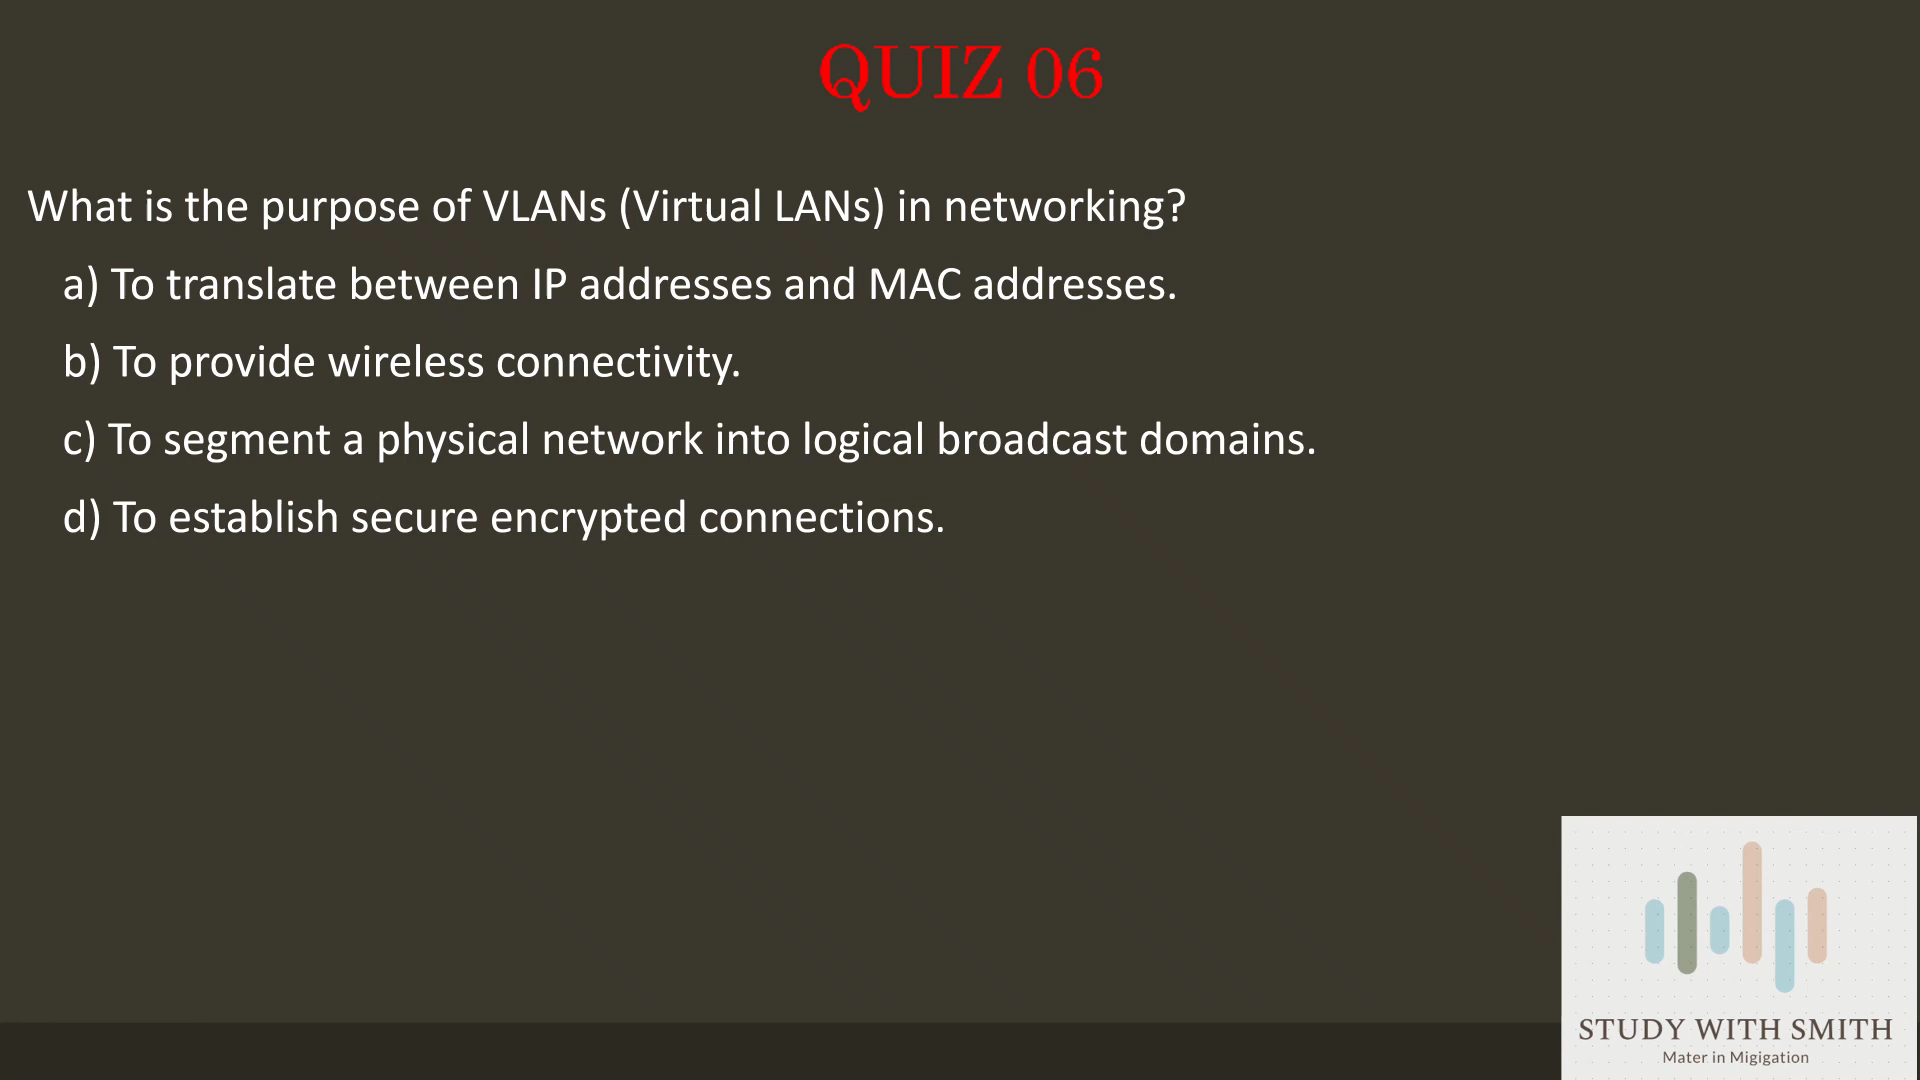 QUIZ 06
What is the purpose of VLANs (Virtual LANs) in networking?
a) To translate between IP addresses and MAC addresses.
b) To provide wireless connectivity.
c) To segment a physical network into logical broadcast domains.
d) To establish secure encrypted connections.
STUDY WITH SMITH
Mater in Migigation